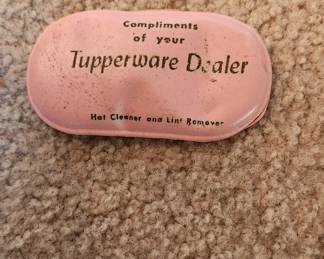 Compliments
of your
Tupperware Dealer
Hat Cleaner and Lint Remover